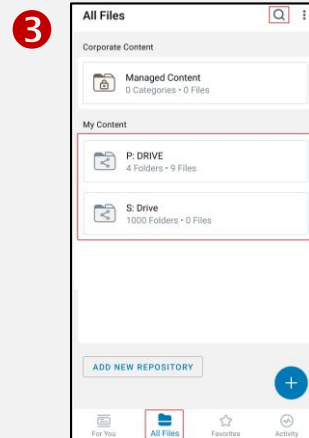 3
All Files
Corporate Content
Managed Content
0 Categories • 0 Files
My Content
P: DRIVE
4 Folders • 9 Files
S: Drive
1000 Folders • 0 Files
ADD NEW REPOSITORY
+
For You All Files Favorites Activity